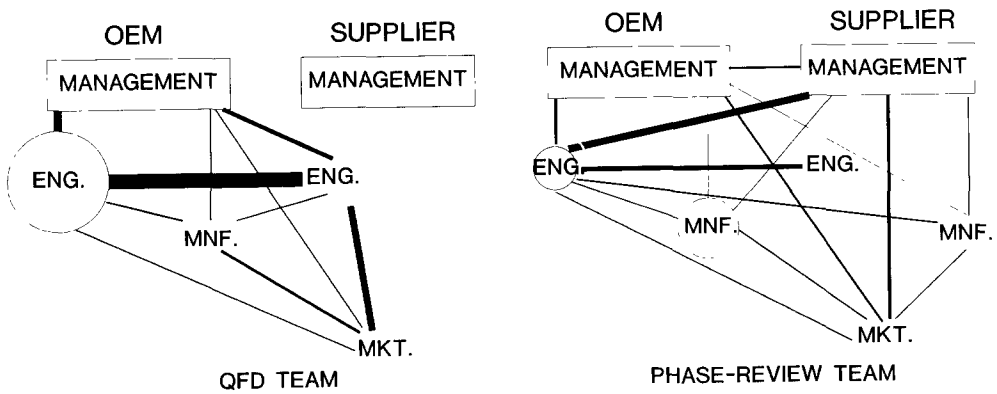 OEM
SUPPLIER
MANAGEMENT
MANAGEMENT
ENG.
ENG.
MNF.
MKT.
QFD TEAM
OEM
SUPPLIER
MANAGEMENT
MANAGEMENT
ENG.
ENG.
MNF.
MNF.
MKT.
PHASE-REVIEW TEAM